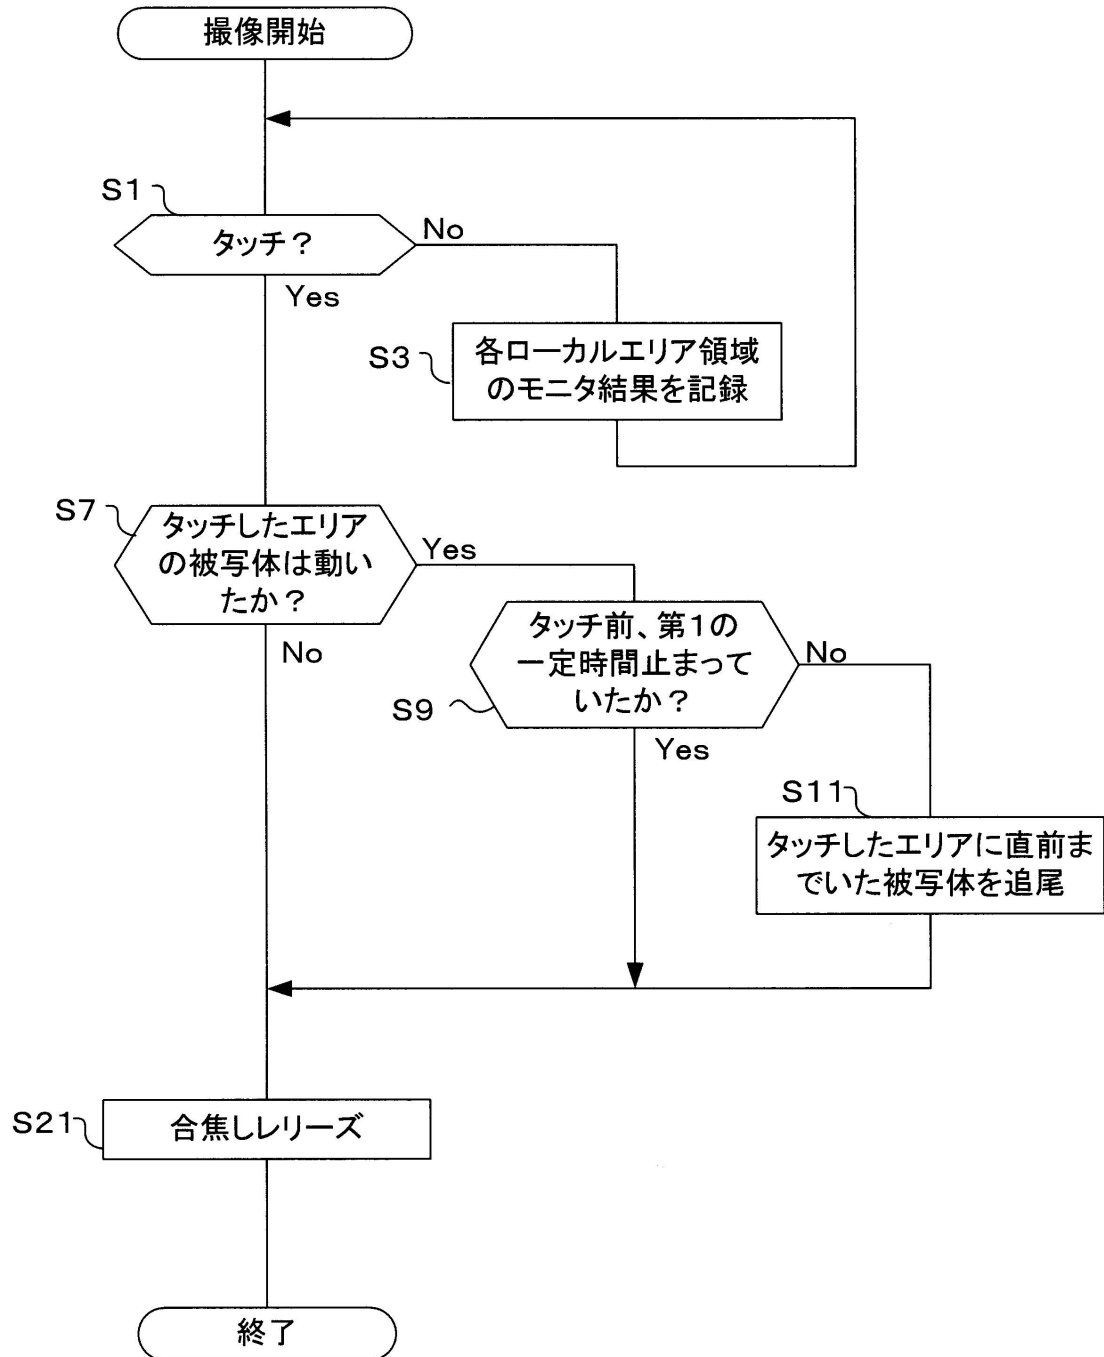 撮像開始
S1
タッチ?
No
Yes
S3
各ローカルエリア領域
のモニタ結果を記録
S7
タッチしたエリア
の被写体は動い
たか?
Yes
No
タッチ前、第1の
一定時間止まって
いたか?
No
S9
Yes
S11
タッチしたエリアに直前ま
でいた被写体を追尾
S21
合焦しレリーズ
終了